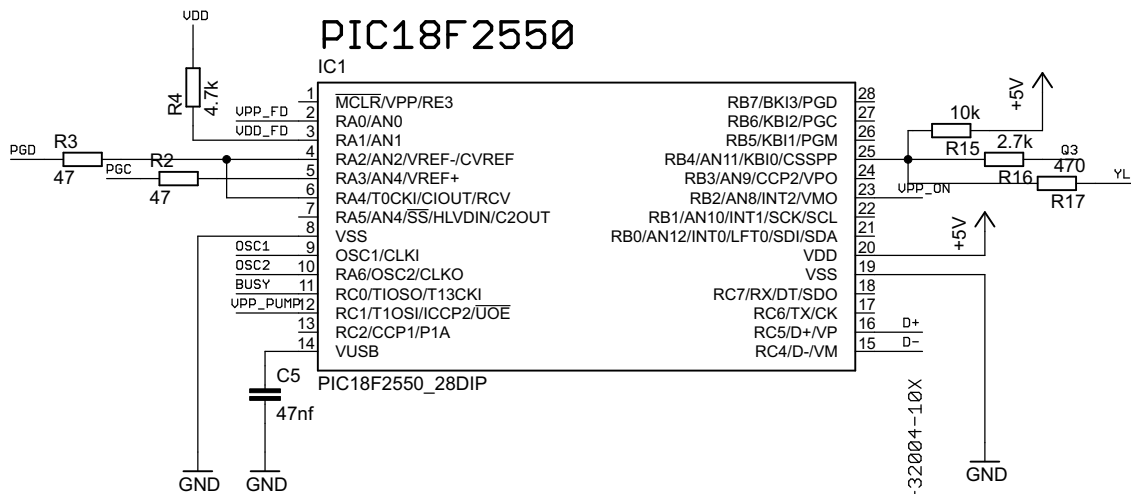 VDD
PIC18F2550
IC1
R4
4.7k
VPP_FD
VDD_FD
PGD
R3
47
PGC
R2
47
1
2
3
4
5
6
7
8
9
10
11
12
13
14
OSC1
OSC2
BUSY
VPP_PUMP
MCLR/VPP/RE3
RA0/AN0
RA1/AN1
RA2/AN2/VREF-/CVREF
RA3/AN4/VREF+
RA4/T0CKI/CIOUT/RCV
RA5/AN4/SS/HLVDIN/C2OUT
VSS
OSC1/CLKI
RA6/OSC2/CLKO
RC0/TIOSO/T13CKI
RC1/T1OSI/ICCP2/UOE
RC2/CCP1/P1A
VUSB
RB7/BKI3/PGD
RB6/KBI2/PGC
RB5/KBI1/PGM
RB4/AN11/KBI0/CSSPP
RB3/AN9/CCP2/VPO
RB2/AN8/INT2/VMO
RB1/AN10/INT1/SCK/SCL
RB0/AN12/INT0/LFT0/SDI/SDA
VDD
VSS
RC7/RX/DT/SDO
RC6/TX/CK
RC5/D+/VP
RC4/D-/VM
28
27
26
25
24
23
22
21
20
19
18
17
16
15
10k
R15
+5V
2.7k
R16
Q3
470
R17
YL
VPP_ON
+5V
D+
D-
C5
47nf
PIC18F2550_28DIP
GND
GND
GND
-32004-10X